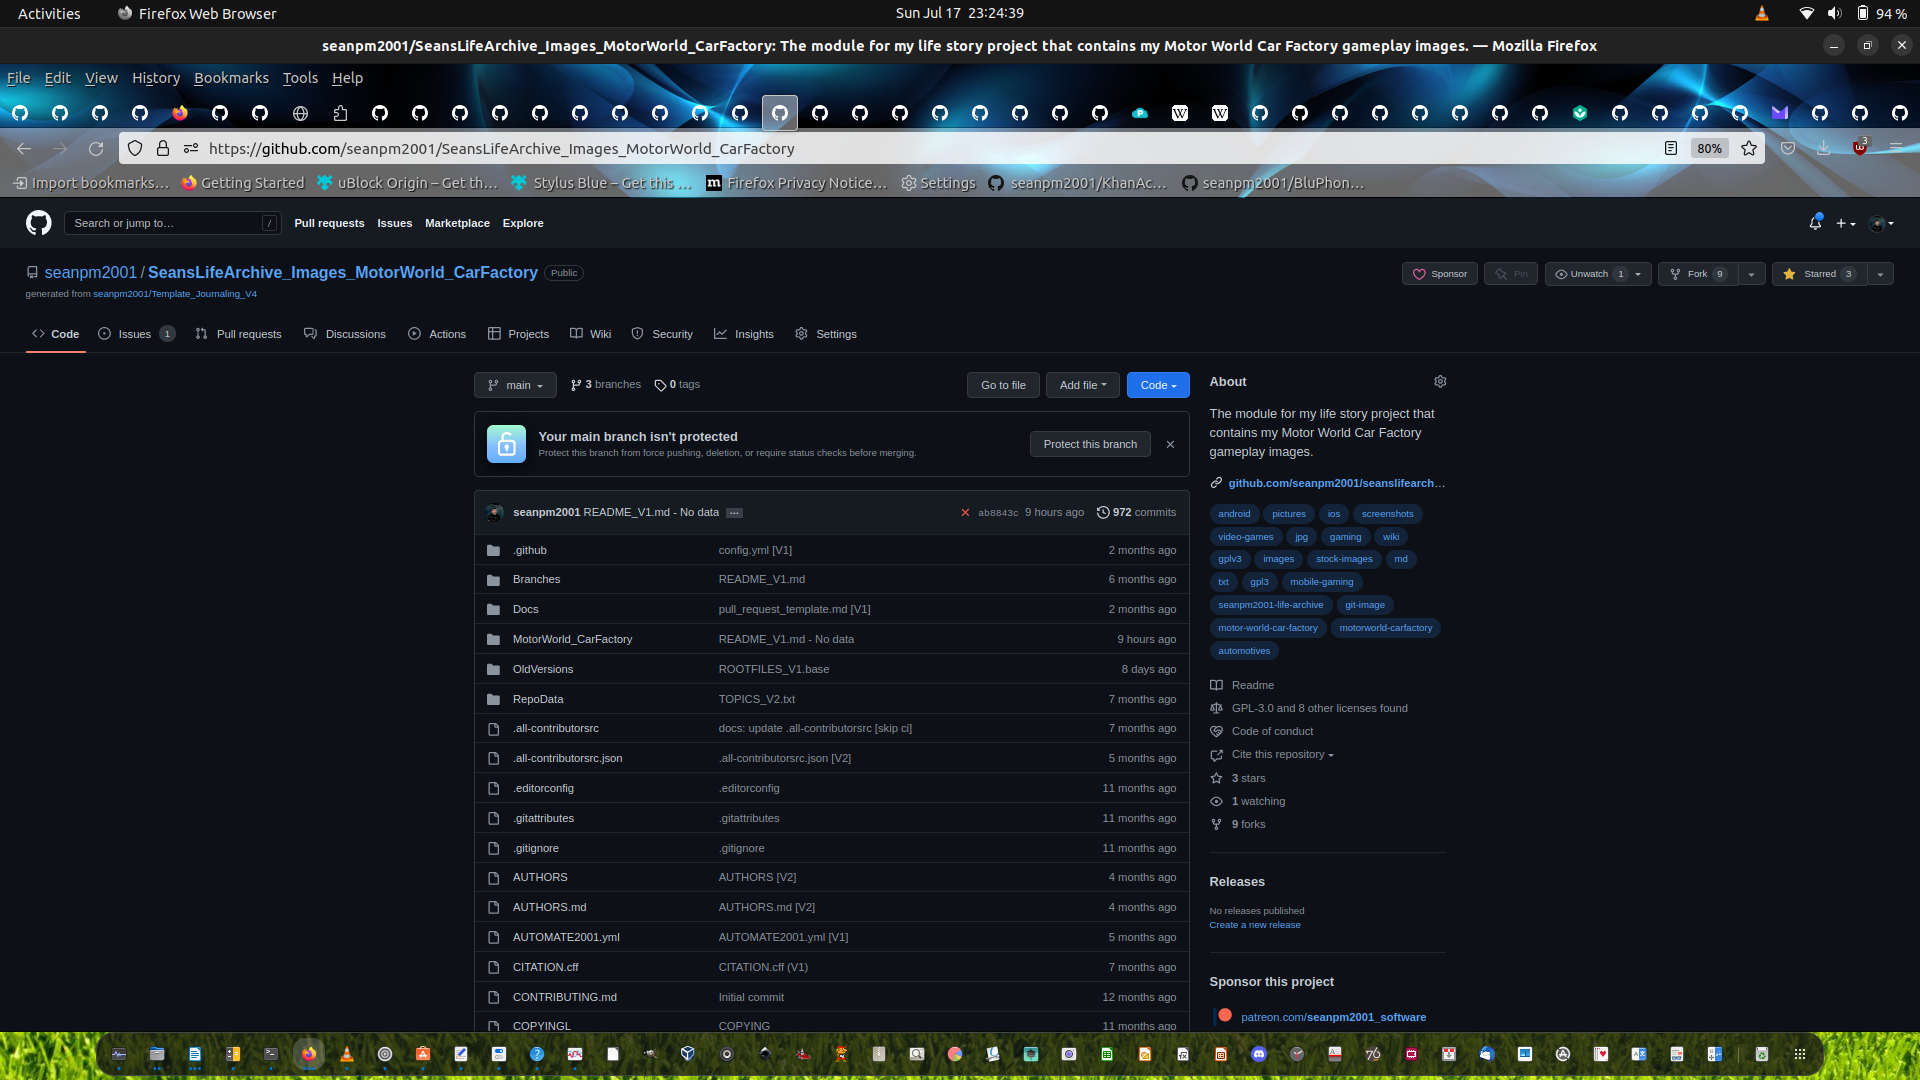 Activities
Firefox Web Browser
Sun Jul 17 23:24:39
94 %
seanpm2001/SeansLifeArchive_Images_MotorWorld_CarFactory: The module for my life story project that contains my Motor World Car Factory gameplay images. — Mozilla Firefox
File Edit View History Bookmarks Tools Help
https://github.com/seanpm2001/SeansLifeArchive_Images_MotorWorld_CarFactory
80%
3
Import bookmarks… Getting Started uBlock Origin – Get th… Stylus Blue – Get this … Firefox Privacy Notice… Settings seanpm2001/KhanAc… seanpm2001/BluPhon…
Search or jump to… /
Pull requests Issues Marketplace Explore
seanpm2001 / SeansLifeArchive_Images_MotorWorld_CarFactory Public
Sponsor Pin Unwatch 1 Fork 9 Starred 3
generated from seanpm2001/Template_Journaling_V4
Code Issues 1 Pull requests Discussions Actions Projects Wiki Security Insights Settings
main 3 branches 0 tags Go to file Add file Code
Your main branch isn't protected
Protect this branch from force pushing, deletion, or require status checks before merging.
Protect this branch
seanpm2001 README_V1.md - No data … ab8843c 9 hours ago 972 commits
.github config.yml [V1] 2 months ago
Branches README_V1.md 6 months ago
Docs pull_request_template.md [V1] 2 months ago
MotorWorld_CarFactory README_V1.md - No data 9 hours ago
OldVersions ROOTFILES_V1.base 8 days ago
RepoData TOPICS_V2.txt 7 months ago
.all-contributorsrc docs: update .all-contributorsrc [skip ci] 7 months ago
.all-contributorsrc.json .all-contributorsrc.json [V2] 5 months ago
.editorconfig .editorconfig 11 months ago
.gitattributes .gitattributes 11 months ago
.gitignore .gitignore 11 months ago
AUTHORS AUTHORS [V2] 4 months ago
AUTHORS.md AUTHORS.md [V2] 4 months ago
AUTOMATE2001.yml AUTOMATE2001.yml [V1] 5 months ago
CITATION.cff CITATION.cff (V1) 7 months ago
CONTRIBUTING.md Initial commit 12 months ago
COPYINGL COPYING 11 months ago
About
The module for my life story project that
contains my Motor World Car Factory
gameplay images.
github.com/seanpm2001/seanslifearch…
android pictures ios screenshots
video-games jpg gaming wiki
gplv3 images stock-images md
txt gpl3 mobile-gaming
seanpm2001-life-archive git-image
motor-world-car-factory motorworld-carfactory
automotives
Readme
GPL-3.0 and 8 other licenses found
Code of conduct
Cite this repository
3 stars
1 watching
9 forks
Releases
No releases published
Create a new release
Sponsor this project
patreon.com/seanpm2001_software